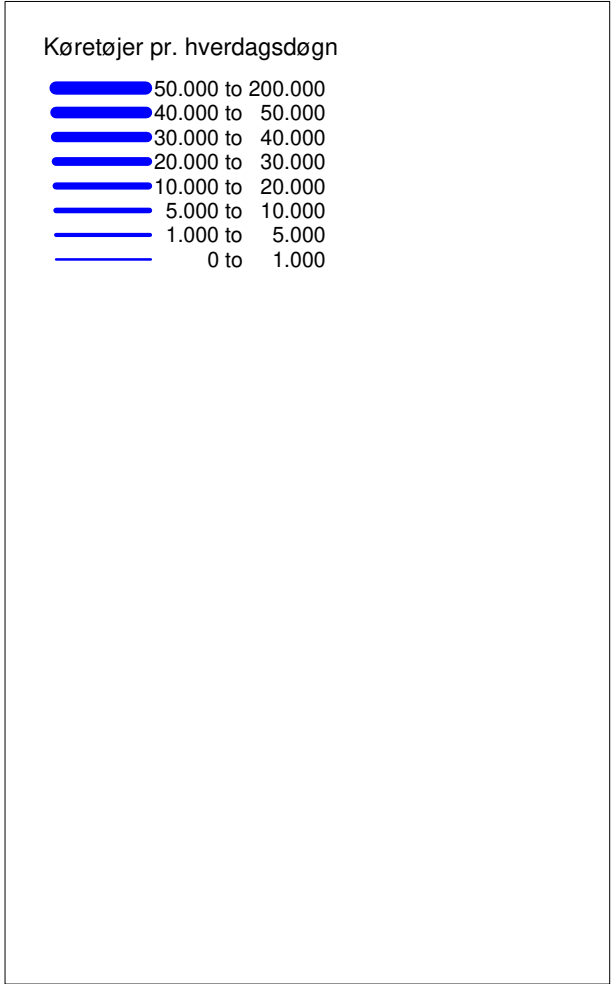 Køretøjer pr. hverdagsdøgn
50.000 to 200.000
40.000 to 50.000
30.000 to 40.000
20.000 to 30.000
10.000 to 20.000
5.000 to 10.000
1.000 to 5.000
0 to 1.000